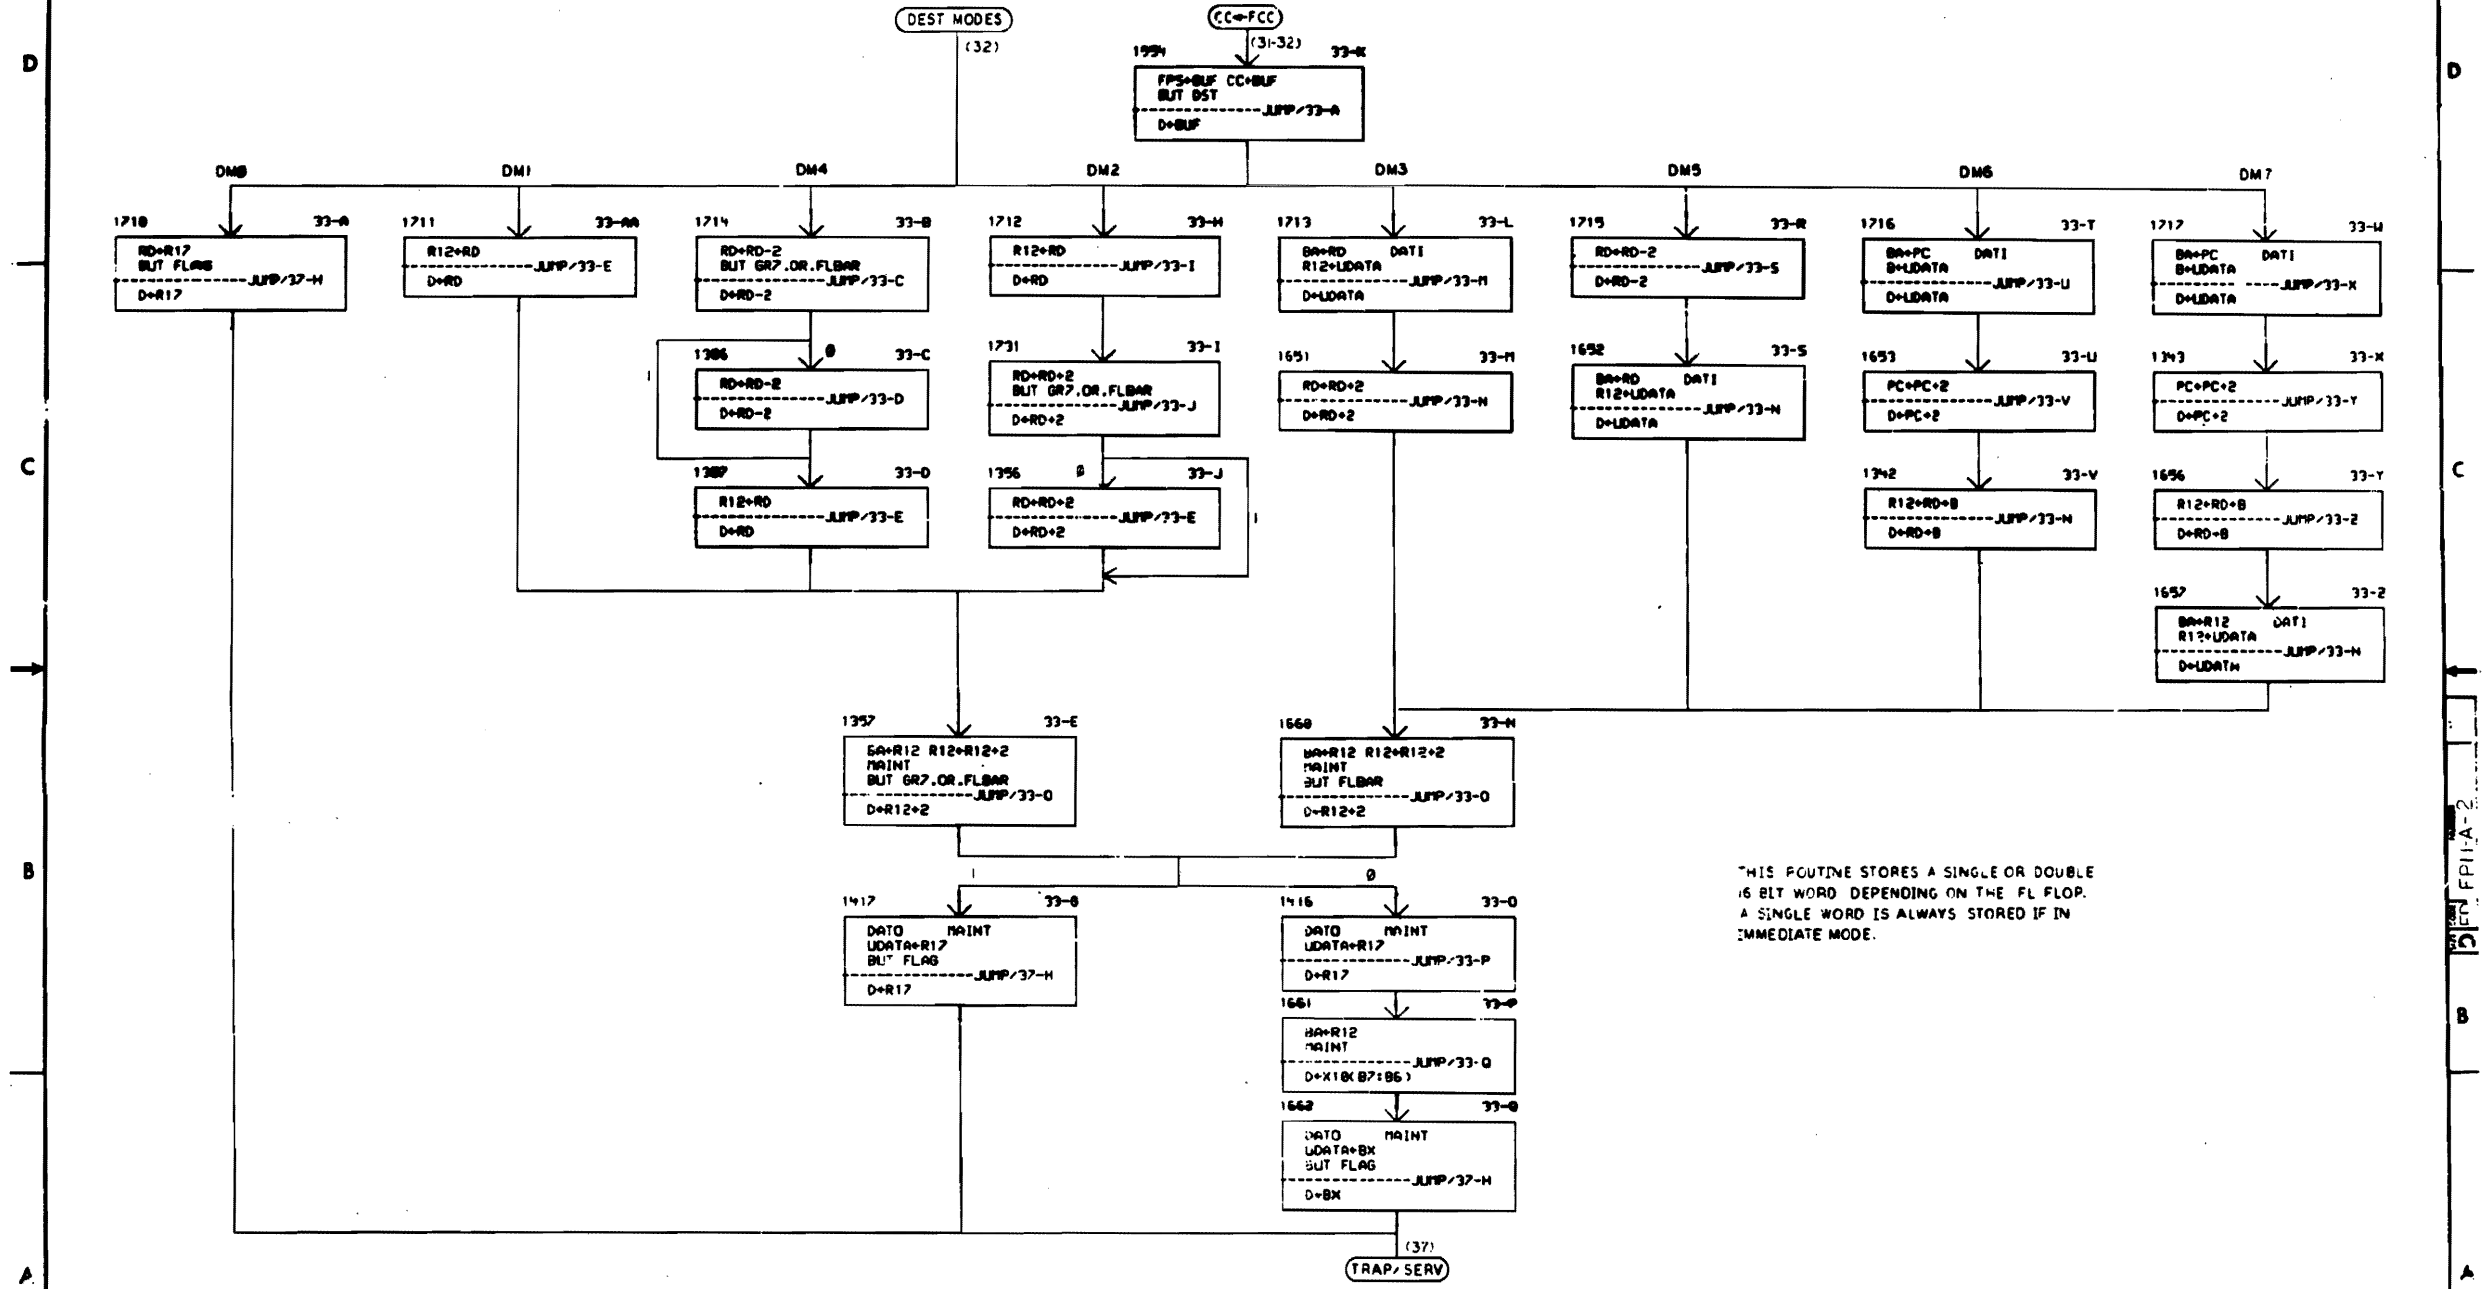 DEST MODES
(32)
CC←FCC
(31-32)
D
D
1554 33-K
FPS←BUF CC←BUF
BUT DST
JUMP/33-A
D←BUF
DM0 DM1 DM4 DM2 DM3 DM5 DM6 DM7
1710 33-A
RD←R17
BUT FLAG
JUMP/37-H
D←R17
1711 33-AA
R12←RD
JUMP/33-E
D←RD
1714 33-B
RD←RD-2
BUT GR7.OR.FLBAR
JUMP/33-C
D←RD-2
1712 33-H
R12←RD
JUMP/33-I
D←RD
1713 33-L
BA←RD DATI
R12←UDATA
JUMP/33-M
D←UDATA
1715 33-R
RD←RD-2
JUMP/33-S
D←RD-2
1716 33-T
BA←PC DATI
B←UDATA
JUMP/33-U
D←UDATA
1717 33-W
BA←PC DATI
B←UDATA
JUMP/33-X
D←UDATA
1306 0 33-C
RD←RD-2
JUMP/33-D
D←RD-2
1
1731 33-I
RD←RD+2
BUT GR7.OR.FLBAR
JUMP/33-J
D←RD+2
1651 33-M
RD←RD+2
JUMP/33-N
D←RD+2
1652 33-S
BA←RD DATI
R12←UDATA
JUMP/33-N
D←UDATA
1653 33-U
PC←PC+2
JUMP/33-V
D←PC+2
1343 33-X
PC←PC+2
JUMP/33-Y
D←PC+2
C
C
1307 33-D
R12←RD
JUMP/33-E
D←RD
1356 0 33-J
RD←RD+2
JUMP/33-E
D←RD+2
1
1342 33-V
R12←RD+B
JUMP/33-N
D←RD+B
1656 33-Y
R12←RD+B
JUMP/33-Z
D←RD+B
1657 33-Z
BA←R12 DATI
R12←UDATA
JUMP/33-N
D←UDATA
1357 33-E
BA←R12 R12←R12+2
MAINT
BUT GR7.OR.FLBAR
JUMP/33-O
D←R12+2
1660 33-N
BA←R12 R12←R12+2
MAINT
BUT FLBAR
JUMP/33-O
D←R12+2
B
1 0
1417 33-G
DATO MAINT
UDATA←R17
BUT FLAG
JUMP/37-H
D←R17
1416 33-O
DATO MAINT
UDATA←R17
JUMP/33-P
D←R17
THIS ROUTINE STORES A SINGLE OR DOUBLE
16 BIT WORD DEPENDING ON THE FL FLOP.
A SINGLE WORD IS ALWAYS STORED IF IN
IMMEDIATE MODE.
1661 33-P
BA←R12
MAINT
JUMP/33-Q
D←X10(B7:B6)
B
1662 33-Q
DATO MAINT
UDATA←BX
BUT FLAG
JUMP/37-H
D←BX
(37)
TRAP/SERV
A
A